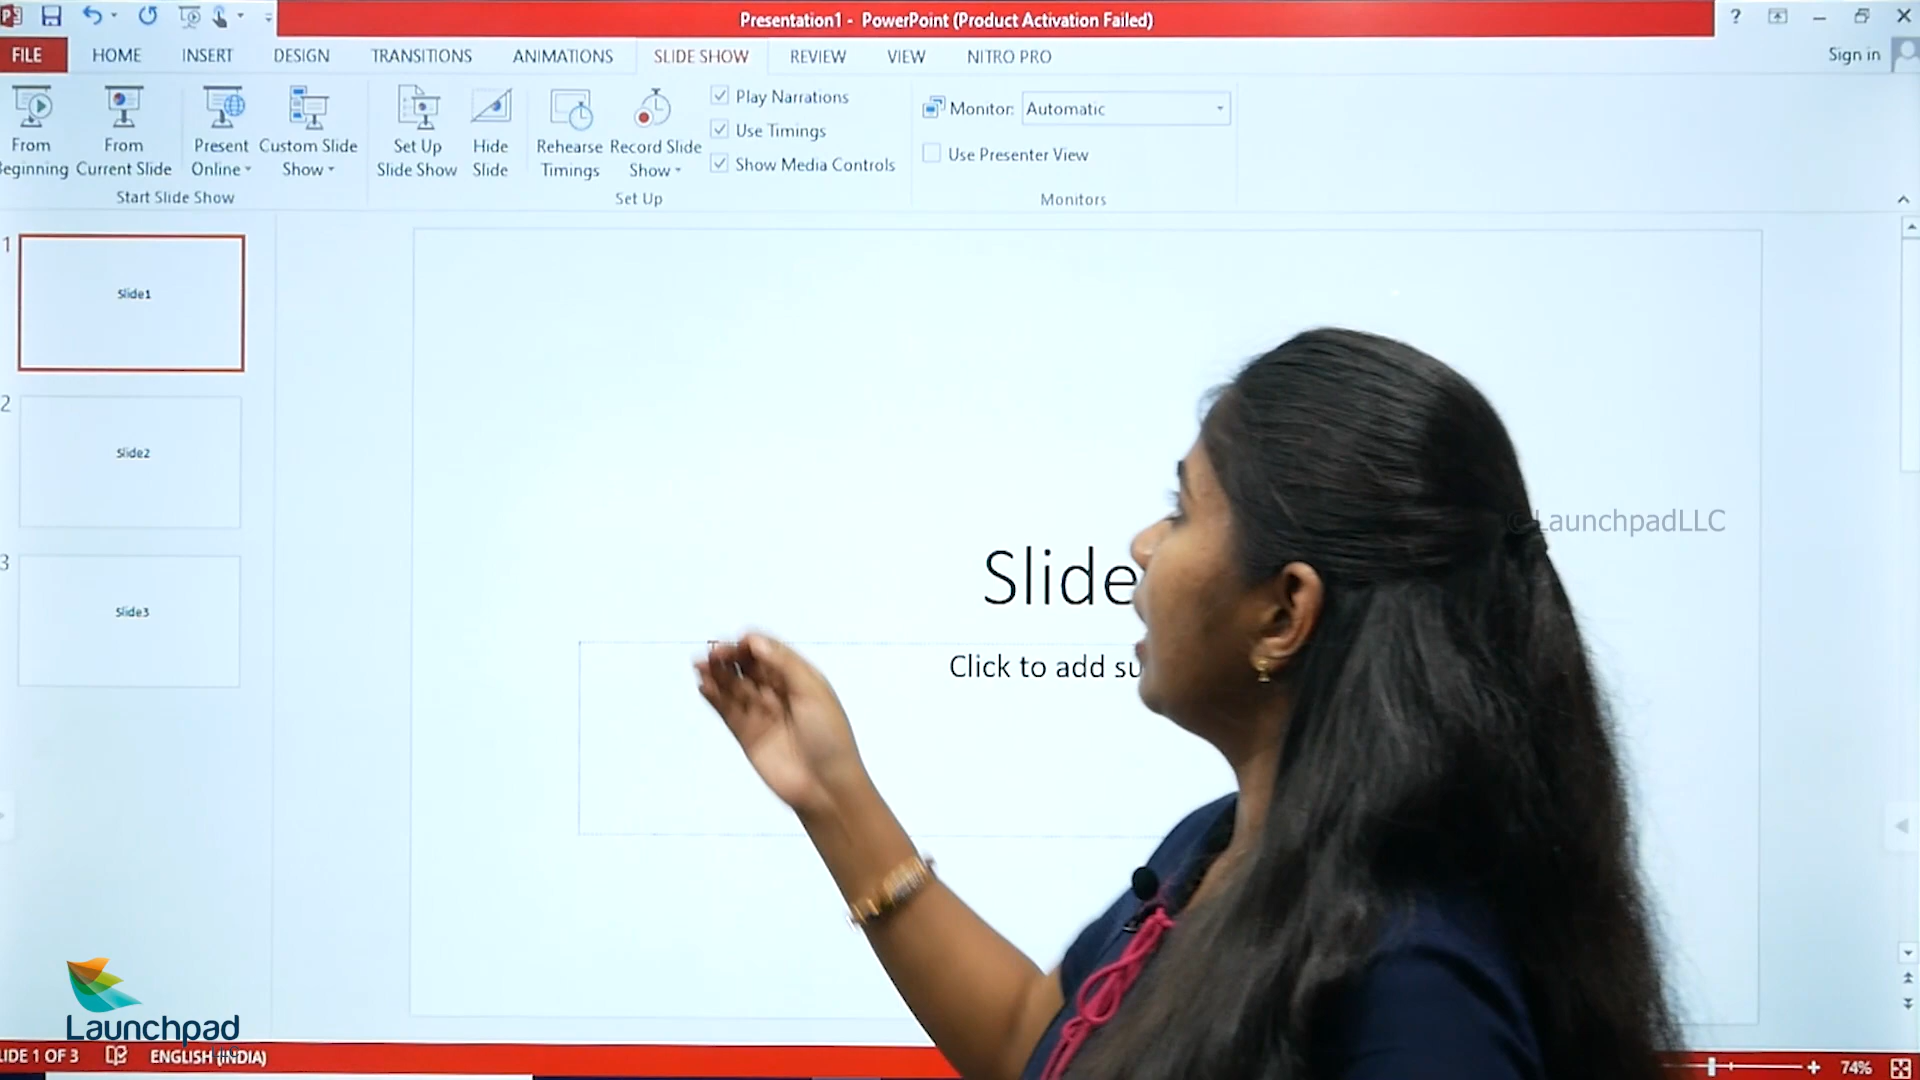 Presentation1 - PowerPoint (Product Activation Failed)
?
FILE HOME INSERT DESIGN TRANSITIONS ANIMATIONS SLIDE SHOW REVIEW VIEW NITRO PRO Sign in
From
eginning
From
Current Slide
Present
Online
Custom Slide
Show
Set Up
Slide Show
Hide
Slide
Rehearse
Timings
Record Slide
Show
Play Narrations
Use Timings
Show Media Controls
Monitor: Automatic
Use Presenter View
Start Slide Show Set Up Monitors
1
Slide1
2
Slide2
3
Slide3
Slide
Click to add su
LaunchpadLLC
Launchpad
LIDE 1 OF 3 ENGLISH (INDIA) 74%